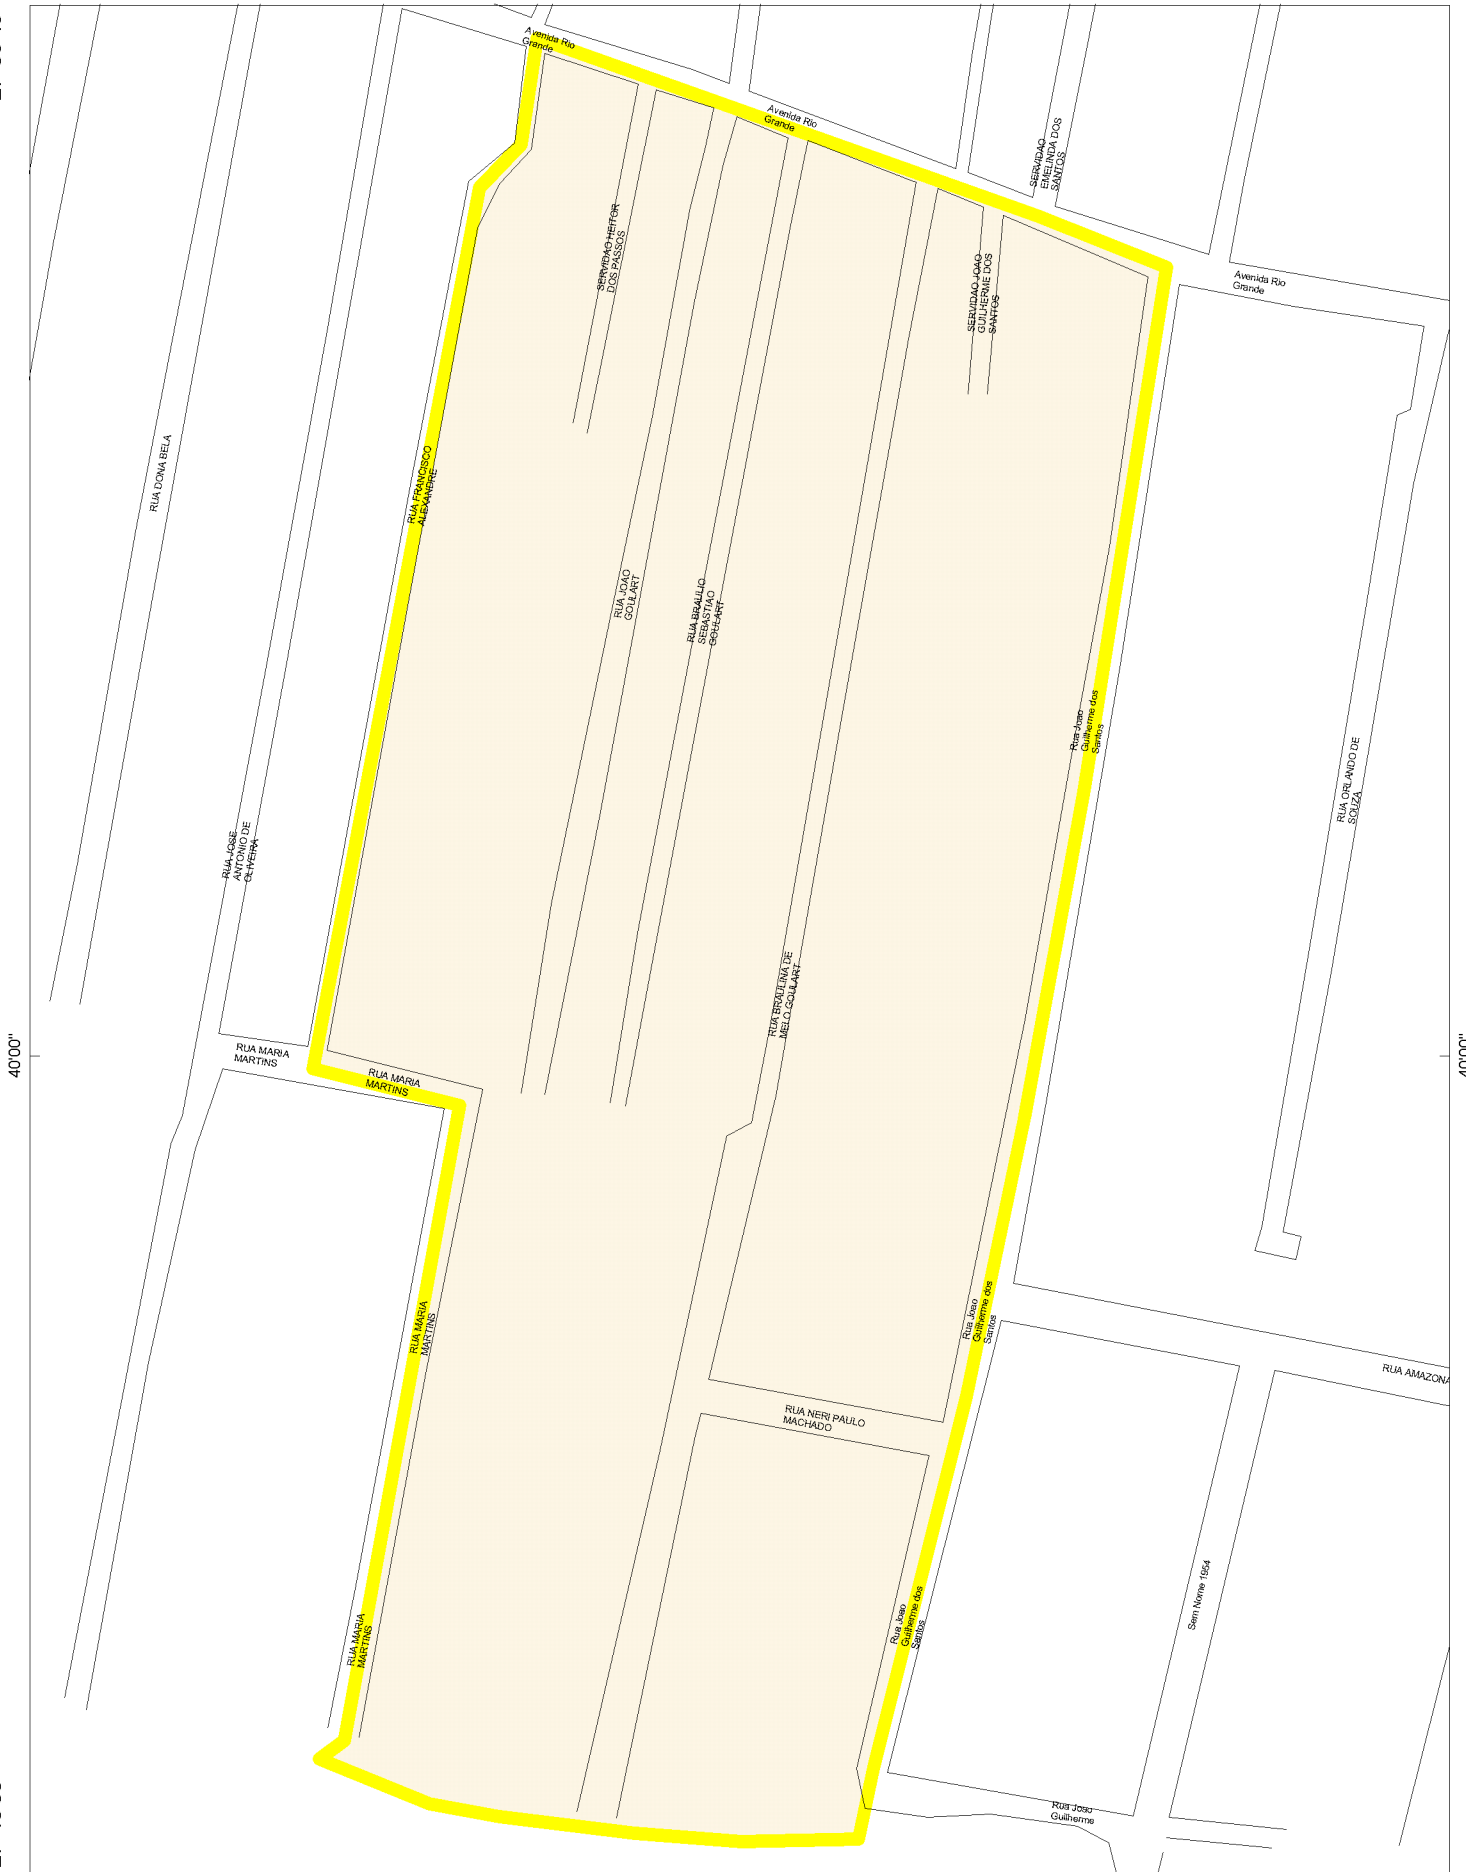 Avenida Rio
Grande
Avenida Rio
Grande
SERVIDAO
EMELINDA DOS
SANTOS
SERVIDAO HEITOR
DOS PASSOS
SERVIDAO JOAO
GUILHERME DOS
SANTOS
Avenida Rio
Grande
RUA DONA BELA
RUA FRANCISCO
ALEXANDRE
RUA JOAO
GOULART
RUA BRAULIO
SEBASTIAO
GOULART
Rua Joao
Guilherme dos
Santos
RUA ORLANDO DE
SOUZA
RUA JOSE
ANTONIO DE
OLIVEIRA
RUA BRAULINA DE
MELO GOULART
40'00"
40'00"
RUA MARIA
MARTINS
RUA MARIA
MARTINS
RUA MARIA
MARTINS
Rua Joao
Guilherme dos
Santos
RUA AMAZONA
RUA NERI PAULO
MACHADO
Sem Nome 1954
RUA MARIA
MARTINS
Rua Joao
Guilherme dos
Santos
Rua Joao
Guilherme